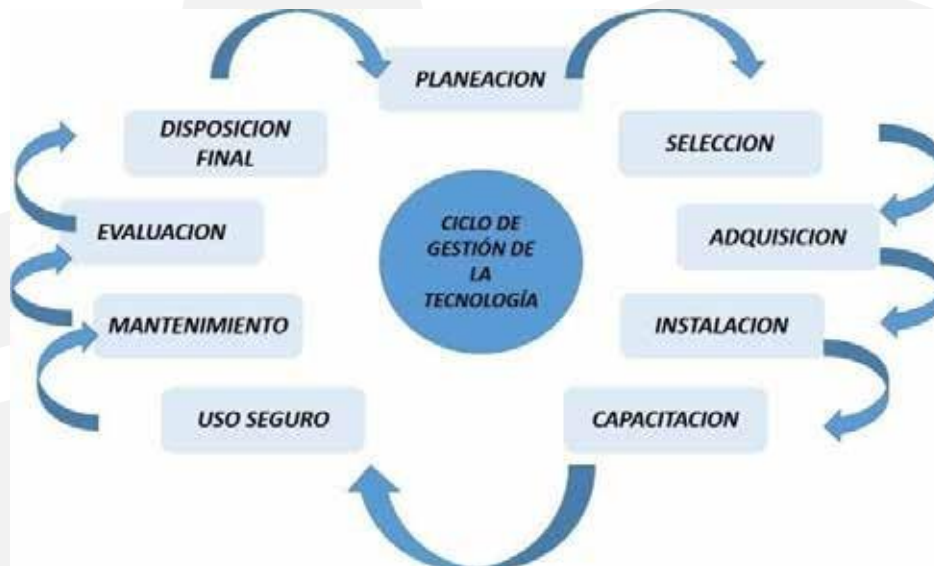 PLANEACION
SELECCION
ADQUISICION
INSTALACION
CAPACITACION
USO SEGURO
MANTENIMIENTO
EVALUACION
DISPOSICION
FINAL
CICLO DE
GESTIÓN DE
LA
TECNOLOGÍA